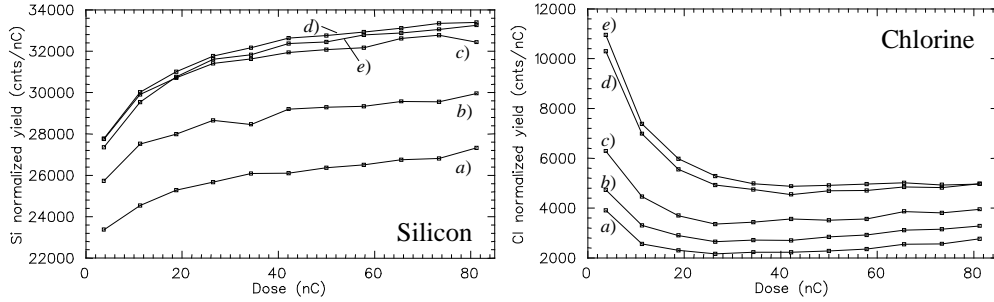 Si normalized yield (cnts/nC)
34000
32000
30000
28000
26000
24000
22000
0
20
40
60
80
Dose (nC)
d)
e)
c)
b)
a)
Silicon
Cl normalized yield (cnts/nC)
12000
10000
8000
6000
4000
2000
0
20
40
60
80
Dose (nC)
e)
d)
c)
b)
a)
Chlorine